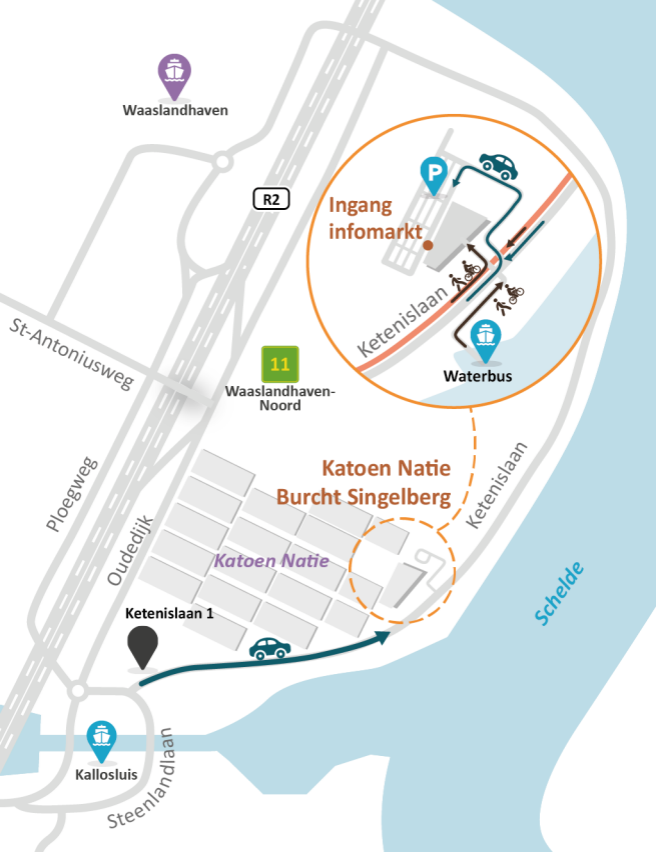 Waaslandhaven
R2
P
Ingang
infomarkt
Ketenislaan
Waterbus
St-Antoniusweg
11
Waaslandhaven-
Noord
Katoen Natie
Burcht Singelberg
Ketenislaan
Ploegweg
Oudedijk
Katoen Natie
Schelde
Ketenislaan 1
Kallosluis
Steenlandlaan